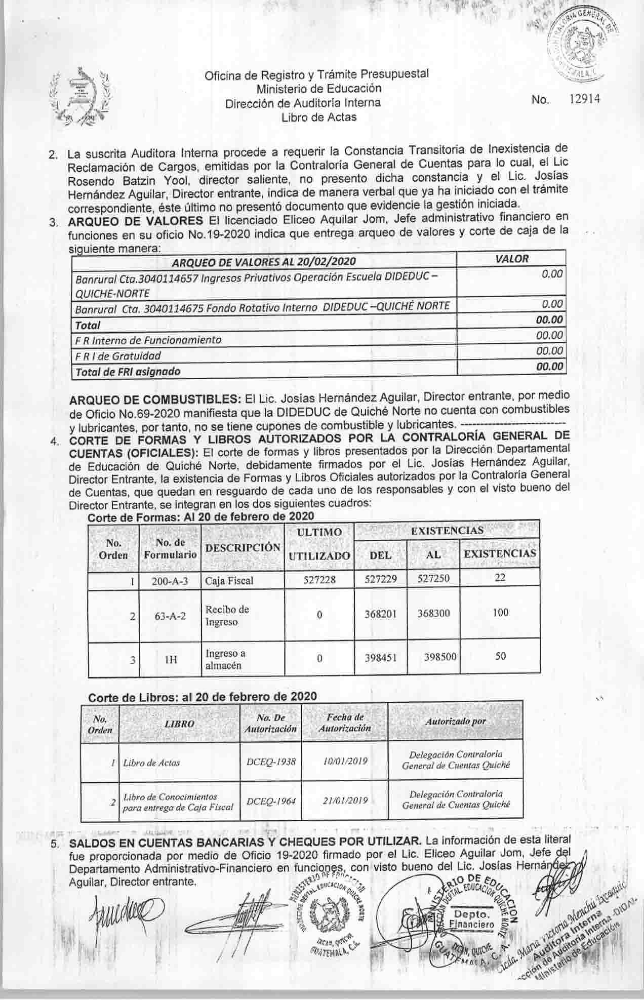 Oficina de Registro y Trámite Presupuestal
Ministerio de Educación
Dirección de Auditoría Interna
Libro de Actas
No. 12914
2. La suscrita Auditora Interna procede a requerir la Constancia Transitoria de Inexistencia de
Reclamación de Cargos, emitidas por la Contraloría General de Cuentas para lo cual, el Lic
Rosendo Batzin Yool, director saliente, no presento dicha constancia y el Lic. Josías
Hernández Aguilar, Director entrante, indica de manera verbal que ya ha iniciado con el trámite
correspondiente, éste último no presentó documento que evidencie la gestión iniciada.
3. ARQUEO DE VALORES El licenciado Eliceo Aquilar Jom, Jefe administrativo financiero en
funciones en su oficio No.19-2020 indica que entrega arqueo de valores y corte de caja de la
siguiente manera:
ARQUEO DE VALORES AL 20/02/2020 VALOR
Banrural Cta.3040114657 Ingresos Privativos Operación Escuela DIDEDUC – 0.00
QUICHE-NORTE
Banrural Cta. 3040114675 Fondo Rotativo Interno DIDEDUC –QUICHÉ NORTE 0.00
Total 00.00
F R Interno de Funcionamiento 00.00
F R I de Gratuidad 00.00
Total de FRI asignado 00.00
ARQUEO DE COMBUSTIBLES: El Lic. Josías Hernández Aguilar, Director entrante, por medio
de Oficio No.69-2020 manifiesta que la DIDEDUC de Quiché Norte no cuenta con combustibles
y lubricantes, por tanto, no se tiene cupones de combustible y lubricantes. ---------------------------
4. CORTE DE FORMAS Y LIBROS AUTORIZADOS POR LA CONTRALORÍA GENERAL DE
CUENTAS (OFICIALES): El corte de formas y libros presentados por la Dirección Departamental
de Educación de Quiché Norte, debidamente firmados por el Lic. Josías Hernández Aguilar,
Director Entrante, la existencia de Formas y Libros Oficiales autorizados por la Contraloría General
de Cuentas, que quedan en resguardo de cada uno de los responsables y con el visto bueno del
Director Entrante, se integran en los dos siguientes cuadros:
Corte de Formas: Al 20 de febrero de 2020
No. Orden No. de Formulario DESCRIPCIÓN ULTIMO UTILIZADO EXISTENCIAS
DEL AL EXISTENCIAS
1 200-A-3 Caja Fiscal 527228 527229 527250 22
2 63-A-2 Recibo de Ingreso 0 368201 368300 100
3 1H Ingreso a almacén 0 398451 398500 50
Corte de Libros: al 20 de febrero de 2020
No. Orden LIBRO No. De Autorización Fecha de Autorización Autorizado por
1 Libro de Actas DCEQ-1938 10/01/2019 Delegación Contraloría General de Cuentas Quiché
2 Libro de Conocimientos para entrega de Caja Fiscal DCEQ-1964 21/01/2019 Delegación Contraloría General de Cuentas Quiché
5. SALDOS EN CUENTAS BANCARIAS Y CHEQUES POR UTILIZAR. La información de esta literal
fue proporcionada por medio de Oficio 19-2020 firmado por el Lic. Eliceo Aguilar Jom, Jefe del
Departamento Administrativo-Financiero en funciones, con visto bueno del Lic. Josías Hernández
Aguilar, Director entrante.
MINISTERIO DE EDUCACION
IXCAN, QUICHE
GUATEMALA, C.A.
MINISTERIO DE EDUCACION
Depto.
Financiero
IXCAN, QUICHE
GUATEMALA, C. A.
Licda. María Victoria Menchú Ixcaquic
Auditora Interna
Dirección de Auditoría Interna -DIDAI-
Ministerio de Educación